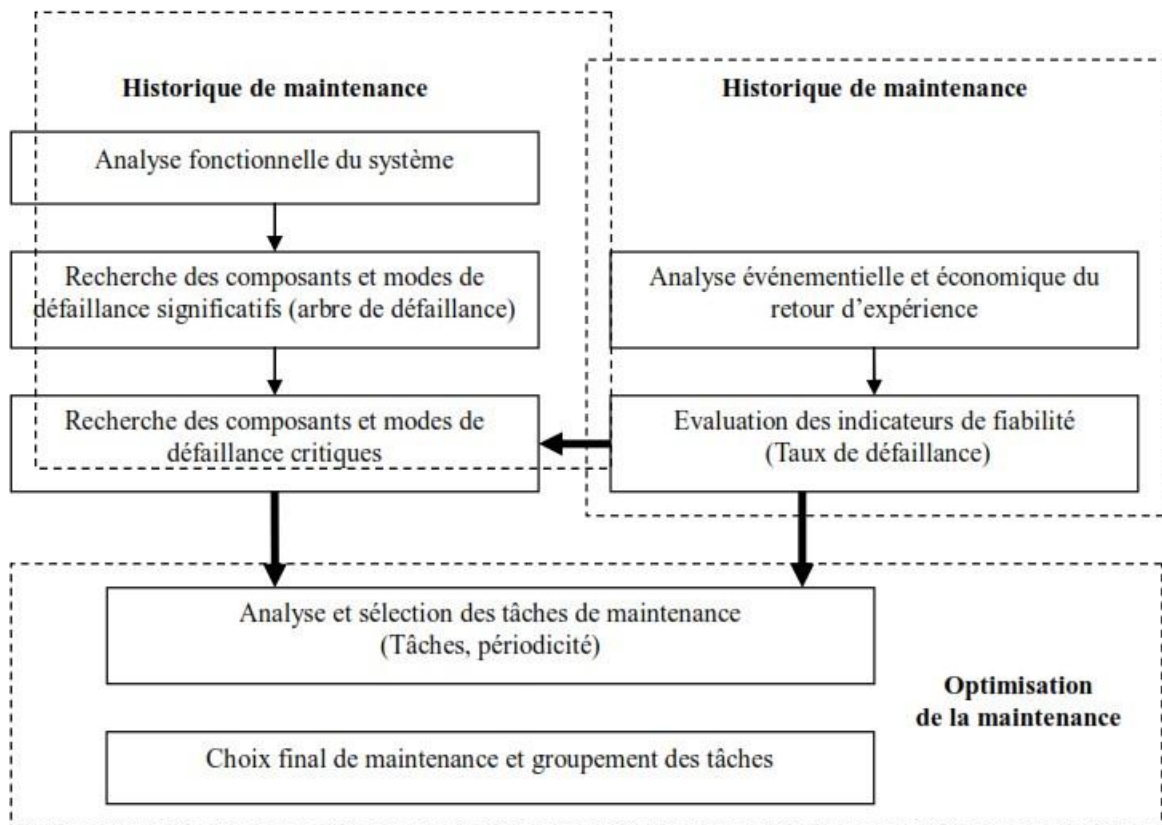 Historique de maintenance
Analyse fonctionnelle du système
Recherche des composants et modes de
défaillance significatifs (arbre de défaillance)
Recherche des composants et modes de
défaillance critiques
Historique de maintenance
Analyse événementielle et économique du
retour d’expérience
Evaluation des indicateurs de fiabilité
(Taux de défaillance)
Analyse et sélection des tâches de maintenance
(Tâches, périodicité)
Choix final de maintenance et groupement des tâches
Optimisation
de la maintenance